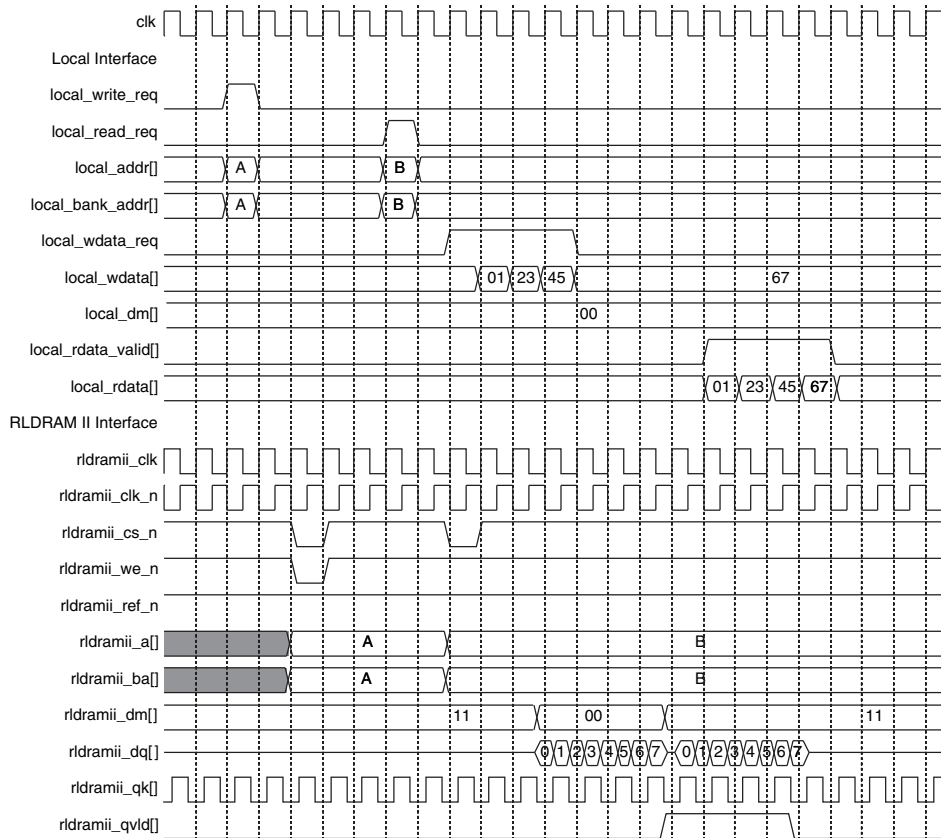 clk
Local Interface
local_write_req
local_read_req
local_addr[] A B
local_bank_addr[] A B
local_wdata_req
local_wdata[] 01 23 45 67
local_dm[] 00
local_rdata_valid[]
local_rdata[] 01 23 45 67
RLDRAM II Interface
rldramii_clk
rldramii_clk_n
rldramii_cs_n
rldramii_we_n
rldramii_ref_n
rldramii_a[] A B
rldramii_ba[] A B
rldramii_dm[] 11 00 11
rldramii_dq[] 0 1 2 3 4 5 6 7 0 1 2 3 4 5 6 7
rldramii_qk[]
rldramii_qvld[]